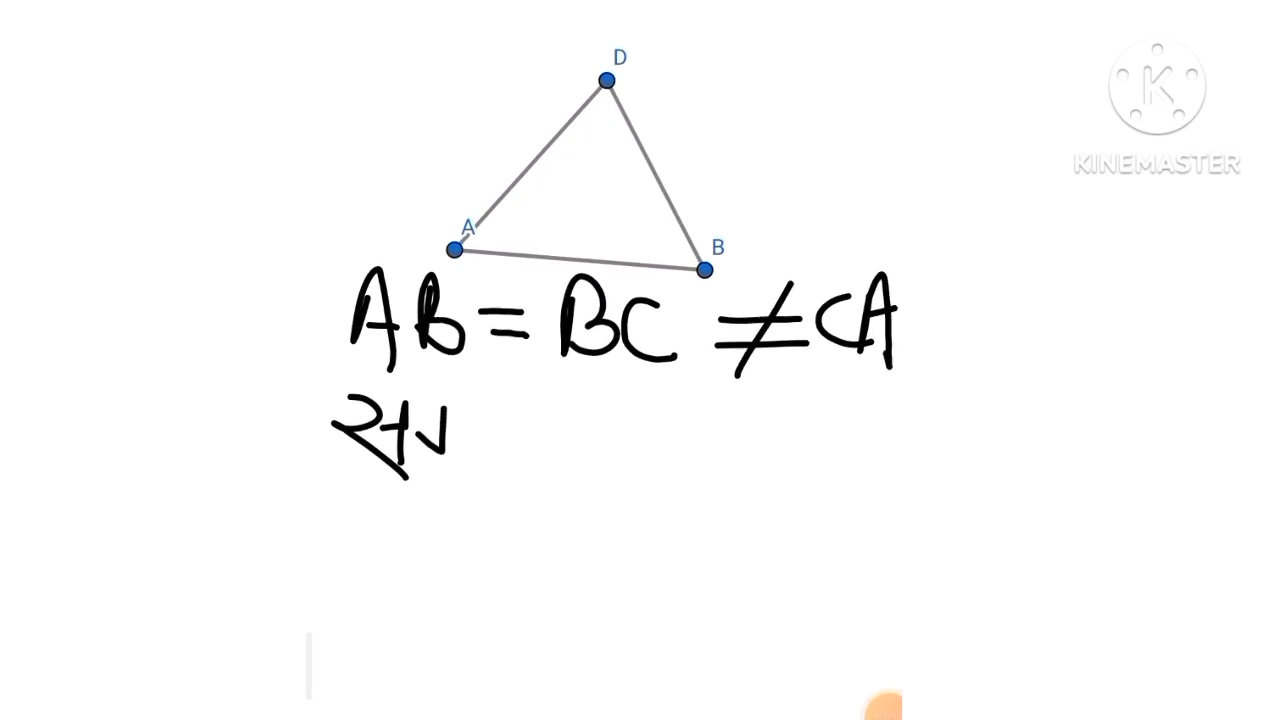 D
KINEMASTER
A
B
AB = BC ≠ CA